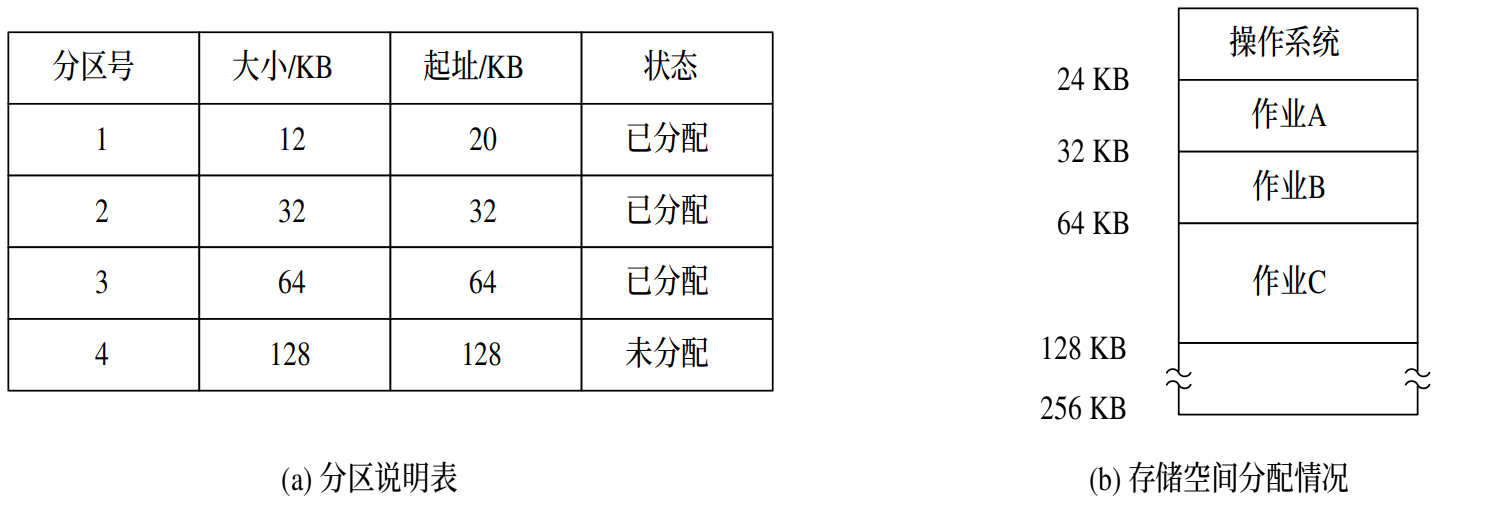 分区号 大小/KB 起址/KB 状态
1 12 20 已分配
2 32 32 已分配
3 64 64 已分配
4 128 128 未分配
(a) 分区说明表
操作系统
24 KB
作业A
32 KB
作业B
64 KB
作业C
128 KB
256 KB
(b) 存储空间分配情况